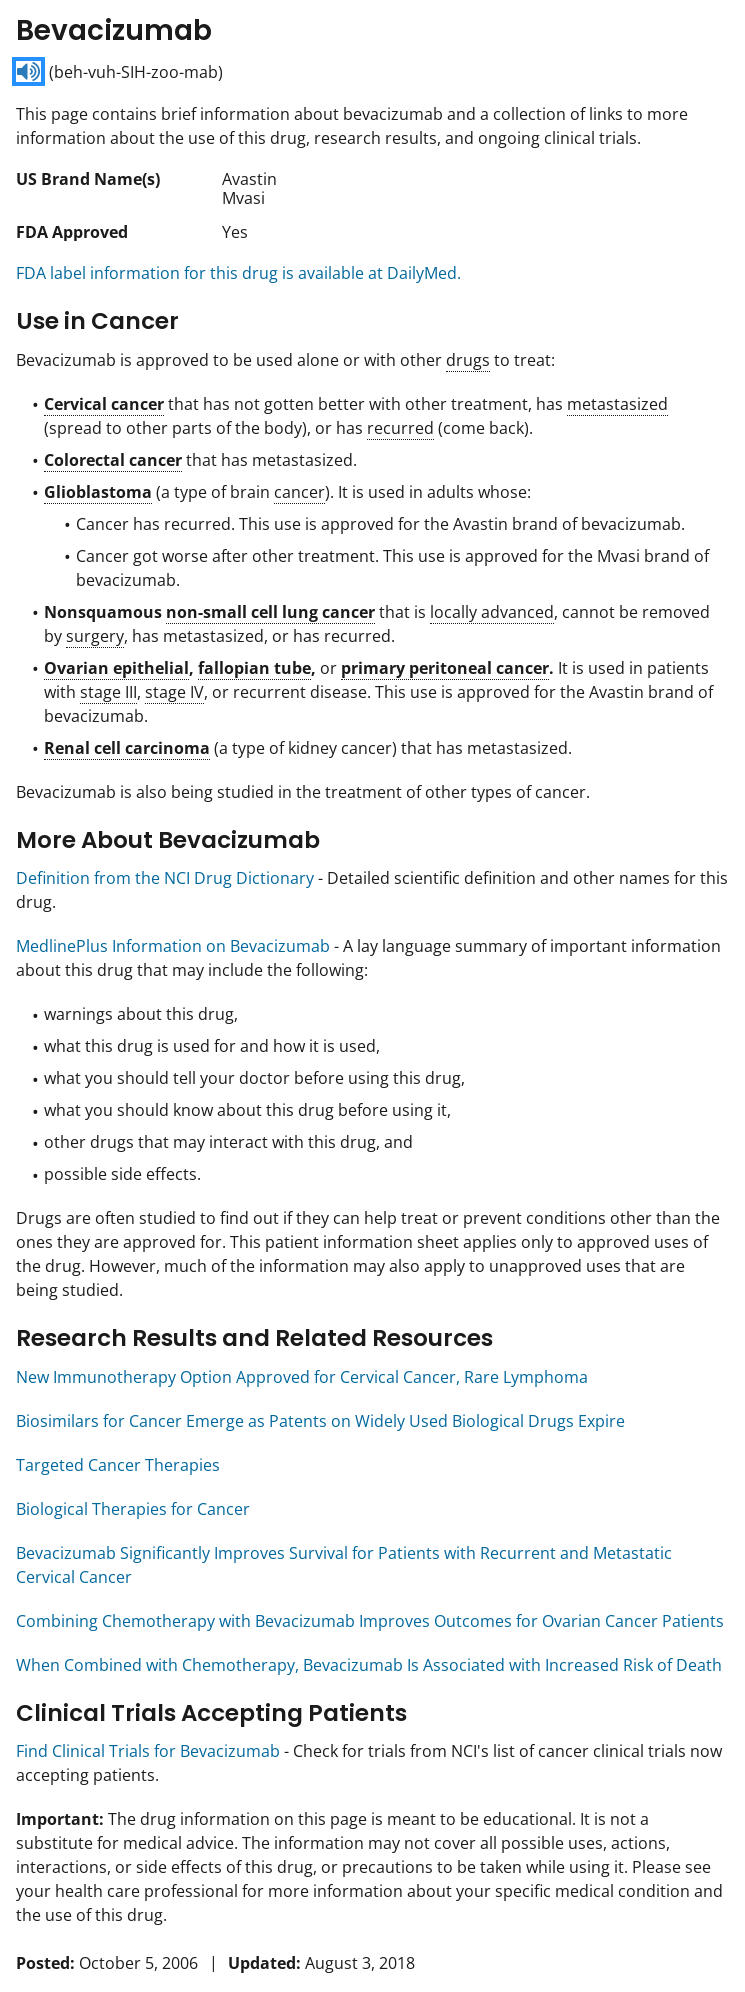 Bevacizumab
(beh-vuh-SIH-zoo-mab)
This page contains brief information about bevacizumab and a collection of links to more
information about the use of this drug, research results, and ongoing clinical trials.
US Brand Name(s) Avastin
Mvasi
FDA Approved Yes
FDA label information for this drug is available at DailyMed.
Use in Cancer
Bevacizumab is approved to be used alone or with other drugs to treat:
• Cervical cancer that has not gotten better with other treatment, has metastasized
(spread to other parts of the body), or has recurred (come back).
• Colorectal cancer that has metastasized.
• Glioblastoma (a type of brain cancer). It is used in adults whose:
• Cancer has recurred. This use is approved for the Avastin brand of bevacizumab.
• Cancer got worse after other treatment. This use is approved for the Mvasi brand of
bevacizumab.
• Nonsquamous non-small cell lung cancer that is locally advanced, cannot be removed
by surgery, has metastasized, or has recurred.
• Ovarian epithelial, fallopian tube, or primary peritoneal cancer. It is used in patients
with stage III, stage IV, or recurrent disease. This use is approved for the Avastin brand of
bevacizumab.
• Renal cell carcinoma (a type of kidney cancer) that has metastasized.
Bevacizumab is also being studied in the treatment of other types of cancer.
More About Bevacizumab
Definition from the NCI Drug Dictionary - Detailed scientific definition and other names for this
drug.
MedlinePlus Information on Bevacizumab - A lay language summary of important information
about this drug that may include the following:
• warnings about this drug,
• what this drug is used for and how it is used,
• what you should tell your doctor before using this drug,
• what you should know about this drug before using it,
• other drugs that may interact with this drug, and
• possible side effects.
Drugs are often studied to find out if they can help treat or prevent conditions other than the
ones they are approved for. This patient information sheet applies only to approved uses of
the drug. However, much of the information may also apply to unapproved uses that are
being studied.
Research Results and Related Resources
New Immunotherapy Option Approved for Cervical Cancer, Rare Lymphoma
Biosimilars for Cancer Emerge as Patents on Widely Used Biological Drugs Expire
Targeted Cancer Therapies
Biological Therapies for Cancer
Bevacizumab Significantly Improves Survival for Patients with Recurrent and Metastatic
Cervical Cancer
Combining Chemotherapy with Bevacizumab Improves Outcomes for Ovarian Cancer Patients
When Combined with Chemotherapy, Bevacizumab Is Associated with Increased Risk of Death
Clinical Trials Accepting Patients
Find Clinical Trials for Bevacizumab - Check for trials from NCI's list of cancer clinical trials now
accepting patients.
Important: The drug information on this page is meant to be educational. It is not a
substitute for medical advice. The information may not cover all possible uses, actions,
interactions, or side effects of this drug, or precautions to be taken while using it. Please see
your health care professional for more information about your specific medical condition and
the use of this drug.
Posted: October 5, 2006 | Updated: August 3, 2018